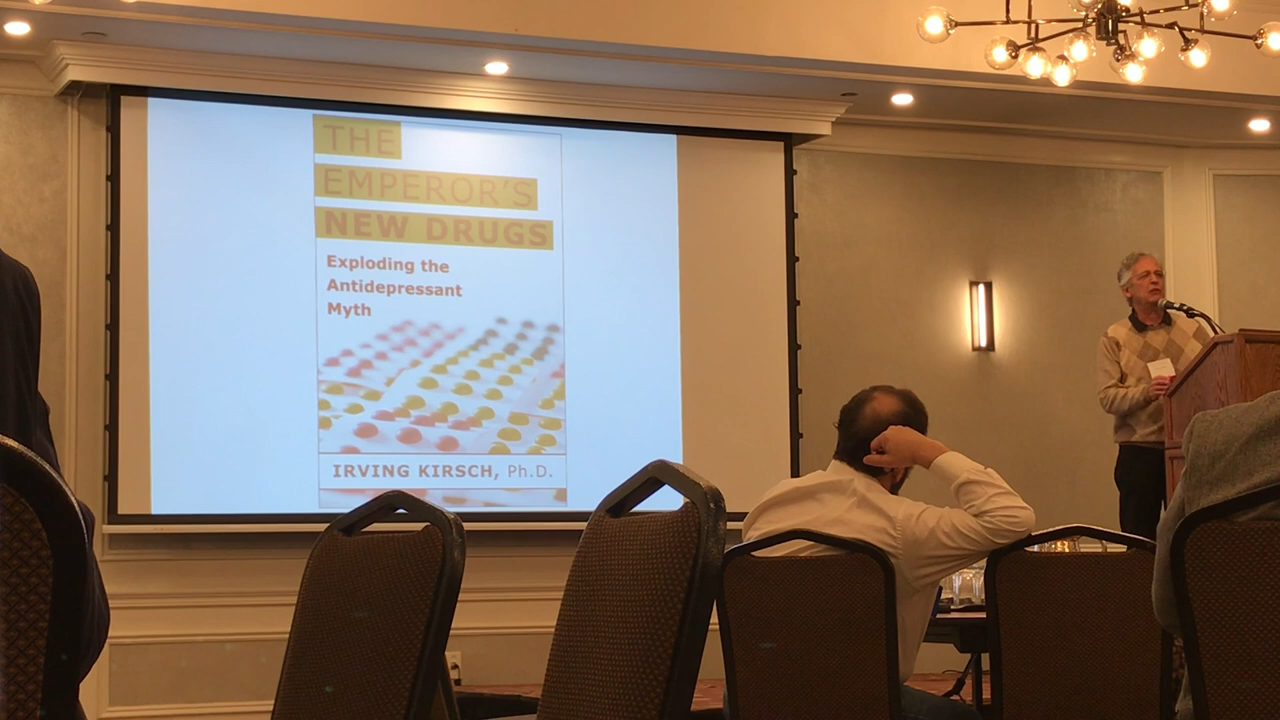 THE
EMPEROR'S
NEW DRUGS
Exploding the
Antidepressant
Myth
IRVING KIRSCH, Ph.D.